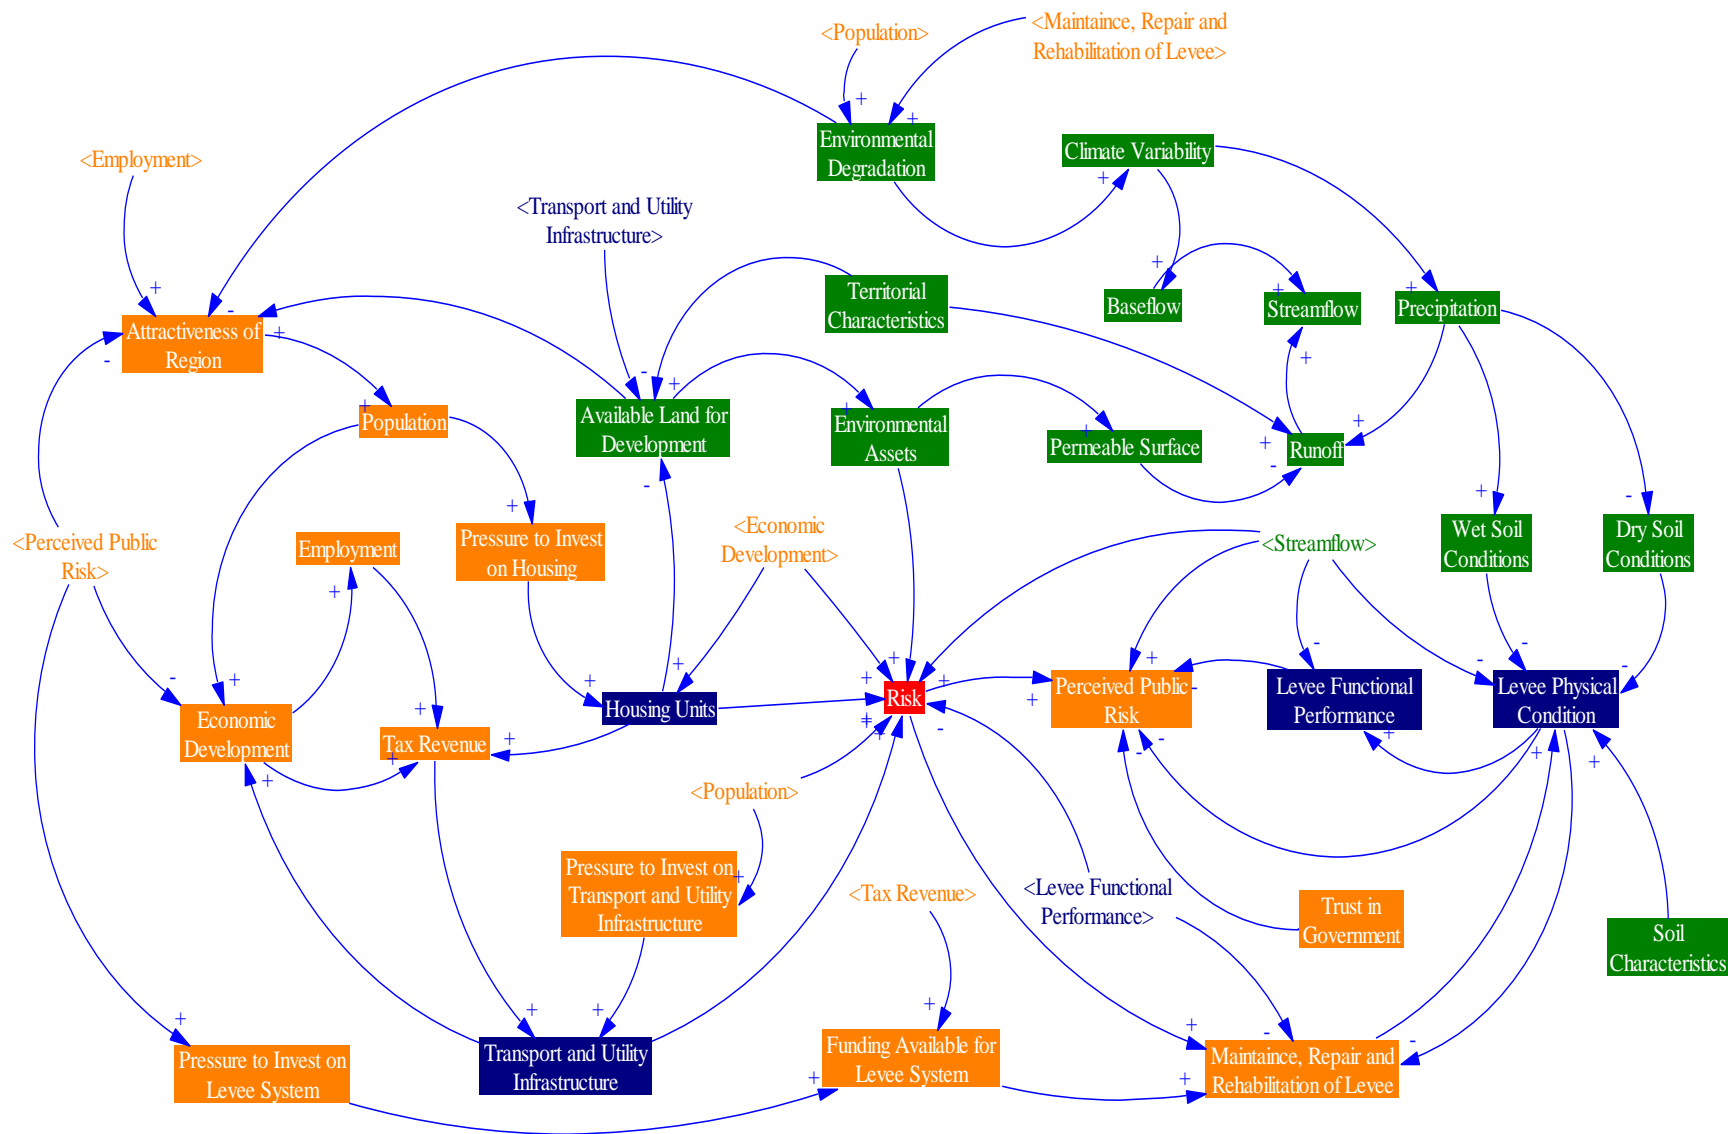 <Population>
<Maintaince, Repair and
Rehabilitation of Levee>
+
+
Environmental
Degradation
Climate Variability
<Employment>
+
<Transport and Utility
Infrastructure>
+
+
Territorial
Characteristics
Baseflow
+
Streamflow
+
Precipitation
+
-
Attractiveness of
Region
+
-
+
-
+
Available Land for
Development
+
Environmental
Assets
+
Population
+
Permeable Surface
+
-
Runoff
+
-
+
+
-
<Perceived Public
Risk>
Employment
+
Pressure to Invest
on Housing
<Economic
Development>
<Streamflow>
Wet Soil
Conditions
Dry Soil
Conditions
-
+
+
+
+
+
+
+
-
-
-
-
Economic
Development
+
Tax Revenue
+
+
+
Housing Units
Risk
+
+
+
-
Perceived Public
Risk
+
-
-
-
Levee Functional
Performance
+
Levee Physical
Condition
+
+
<Population>
Pressure to Invest on
Transport and Utility
Infrastructure
+
<Tax Revenue>
<Levee Functional
Performance>
Trust in
Government
Soil
Characteristics
+
+
+
+
+
-
-
Pressure to Invest on
Levee System
Transport and Utility
Infrastructure
Funding Available for
Levee System
+
+
Maintaince, Repair and
Rehabilitation of Levee